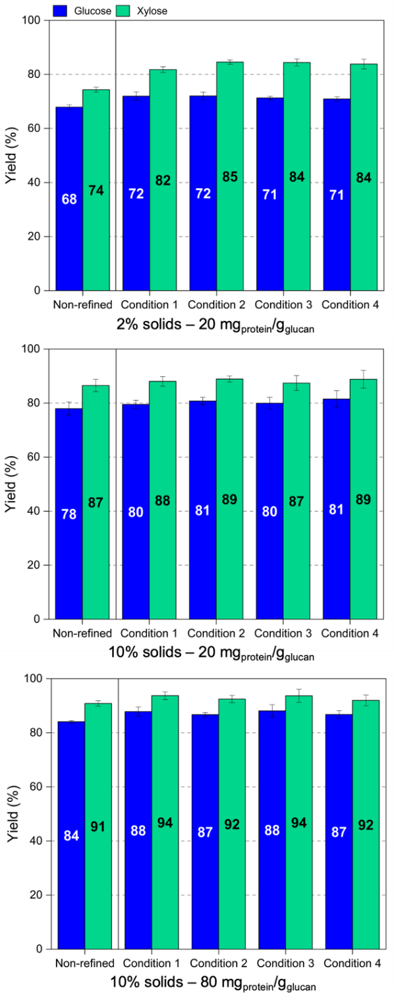 Glucose Xylose
100
80
60
40
20
0
Yield (%)
68 74 72 82 72 85 71 84 71 84
Non-refined Condition 1 Condition 2 Condition 3 Condition 4
2% solids – 20 mgprotein/gglucan
100
80
60
40
20
0
Yield (%)
78 87 80 88 81 89 80 87 81 89
Non-refined Condition 1 Condition 2 Condition 3 Condition 4
10% solids – 20 mgprotein/gglucan
100
80
60
40
20
0
Yield (%)
84 91 88 94 87 92 88 94 87 92
Non-refined Condition 1 Condition 2 Condition 3 Condition 4
10% solids – 80 mgprotein/gglucan